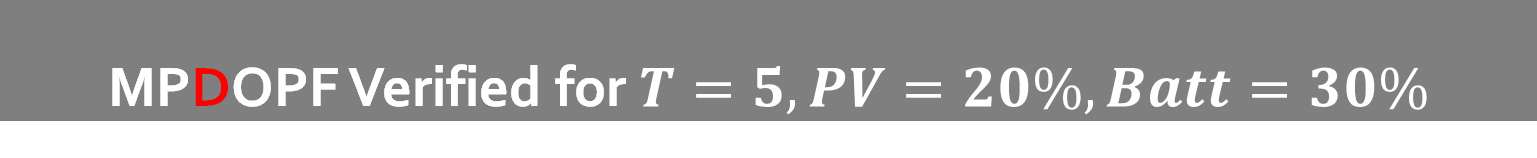 MPDOPF Verified for T = 5, PV = 20%, Batt = 30%